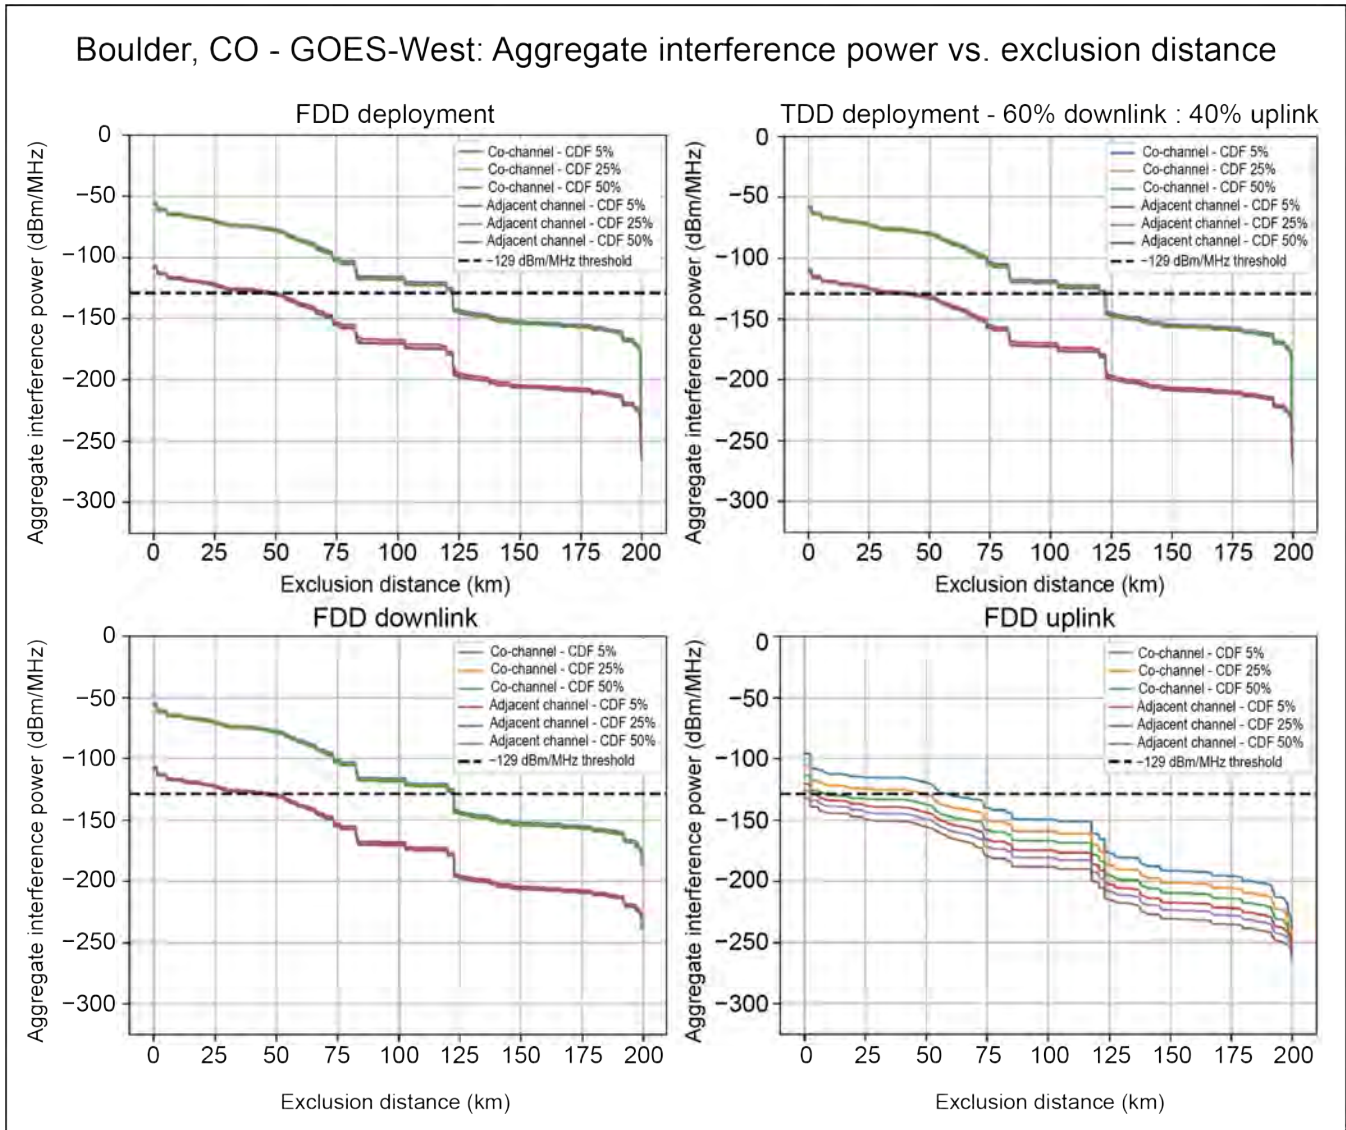 Boulder, CO - GOES-West: Aggregate interference power vs. exclusion distance
FDD deployment
Aggregate interference power (dBm/MHz)
0
−50
−100
−150
−200
−250
−300
Co-channel - CDF 5%
Co-channel - CDF 25%
Co-channel - CDF 50%
Adjacent channel - CDF 5%
Adjacent channel - CDF 25%
Adjacent channel - CDF 50%
−129 dBm/MHz threshold
0 25 50 75 100 125 150 175 200
Exclusion distance (km)
TDD deployment - 60% downlink : 40% uplink
Aggregate interference power (dBm/MHz)
0
−50
−100
−150
−200
−250
−300
Co-channel - CDF 5%
Co-channel - CDF 25%
Co-channel - CDF 50%
Adjacent channel - CDF 5%
Adjacent channel - CDF 25%
Adjacent channel - CDF 50%
−129 dBm/MHz threshold
0 25 50 75 100 125 150 175 200
Exclusion distance (km)
FDD downlink
Aggregate interference power (dBm/MHz)
0
−50
−100
−150
−200
−250
−300
Co-channel - CDF 5%
Co-channel - CDF 25%
Co-channel - CDF 50%
Adjacent channel - CDF 5%
Adjacent channel - CDF 25%
Adjacent channel - CDF 50%
−129 dBm/MHz threshold
0 25 50 75 100 125 150 175 200
Exclusion distance (km)
FDD uplink
Aggregate interference power (dBm/MHz)
0
−50
−100
−150
−200
−250
−300
Co-channel - CDF 5%
Co-channel - CDF 25%
Co-channel - CDF 50%
Adjacent channel - CDF 5%
Adjacent channel - CDF 25%
Adjacent channel - CDF 50%
−129 dBm/MHz threshold
0 25 50 75 100 125 150 175 200
Exclusion distance (km)